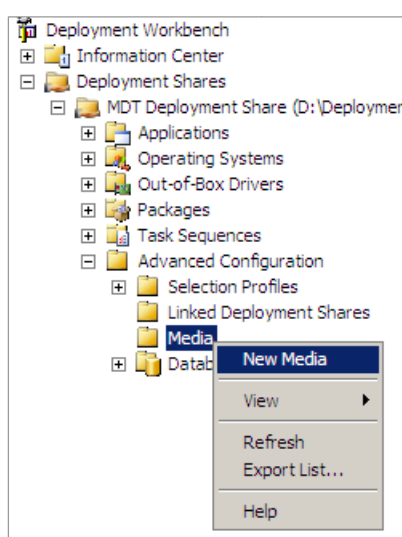 Deployment Workbench
Information Center
Deployment Shares
MDT Deployment Share (D:\Deploymen
Applications
Operating Systems
Out-of-Box Drivers
Packages
Task Sequences
Advanced Configuration
Selection Profiles
Linked Deployment Shares
Media
New Media
Datab
View
Refresh
Export List...
Help